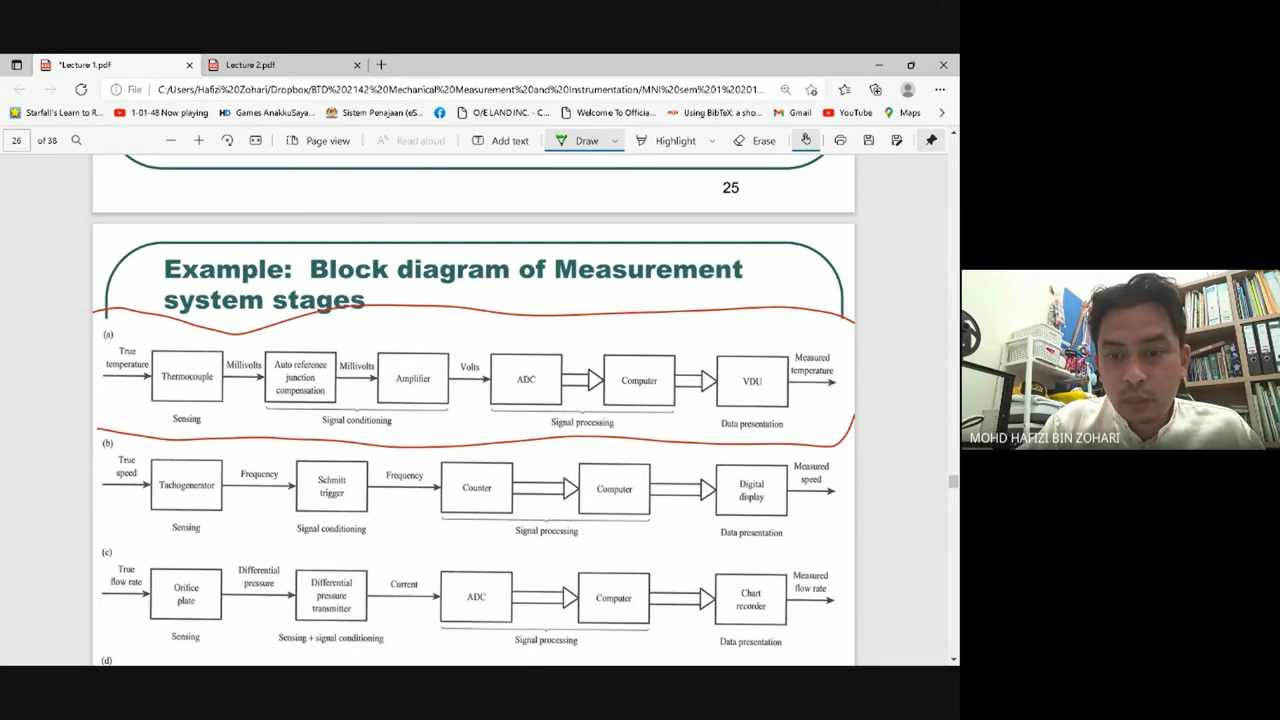 *Lecture 1.pdf
Lecture 2.pdf
File
C:/Users/Hafizi%20Zohari/Dropbox/BTD%202142%20Mechanical%20Measurement%20and%20Instrumentation/MNI%20sem%201%20201...
Starfall's Learn to R...
1-01-48 Now playing
HD
Games AnakkuSaya...
Sistem Penjaan (eS...
O/E LAND INC. - C...
Welcome To Officia...
Using BibTeX: a sho...
Gmail
YouTube
Maps
26 of 38
Page view
Read aloud
Add text
Draw
Highlight
Erase
25
Example: Block diagram of Measurement
system stages
(a)
True
temperature
Thermocouple
Millivolts
Auto reference
junction
compensation
Millivolts
Amplifier
Volts
ADC
Computer
VDU
Measured
temperature
Sensing
Signal conditioning
Signal processing
Data presentation
(b)
True
speed
Tachogenerator
Frequency
Schmitt
trigger
Frequency
Counter
Computer
Digital
display
Measured
speed
Sensing
Signal conditioning
Signal processing
Data presentation
(c)
True
flow rate
Orifice
plate
Differential
pressure
Differential
pressure
transmitter
Current
ADC
Computer
Chart
recorder
Measured
flow rate
Sensing
Sensing + signal conditioning
Signal processing
Data presentation
(d)
MOHD HAFIZI BIN ZOHARI